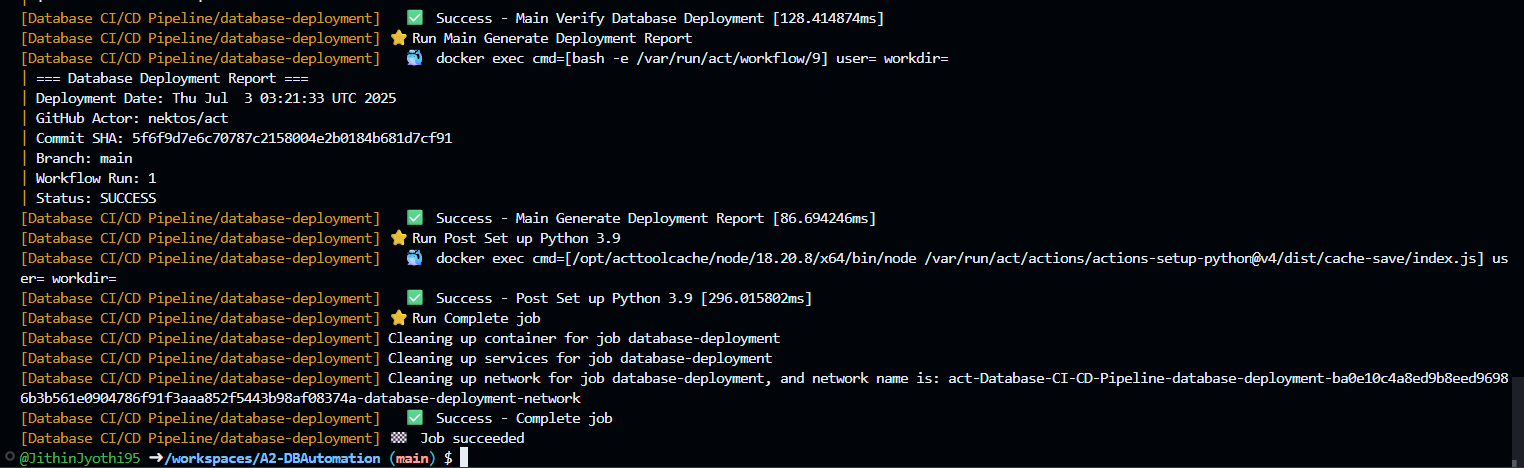 [Database CI/CD Pipeline/database-deployment] ✅ Success - Main Verify Database Deployment [128.414874ms]
[Database CI/CD Pipeline/database-deployment] ⭐ Run Main Generate Deployment Report
[Database CI/CD Pipeline/database-deployment] 🐳 docker exec cmd=[bash -e /var/run/act/workflow/9] user= workdir=
| === Database Deployment Report ===
| Deployment Date: Thu Jul  3 03:21:33 UTC 2025
| GitHub Actor: nektos/act
| Commit SHA: 5f6f9d7e6c70787c2158004e2b0184b681d7cf91
| Branch: main
| Workflow Run: 1
| Status: SUCCESS
[Database CI/CD Pipeline/database-deployment] ✅ Success - Main Generate Deployment Report [86.694246ms]
[Database CI/CD Pipeline/database-deployment] ⭐ Run Post Set up Python 3.9
[Database CI/CD Pipeline/database-deployment] 🐳 docker exec cmd=[/opt/acttoolcache/node/18.20.8/x64/bin/node /var/run/act/actions/actions-setup-python@v4/dist/cache-save/index.js] us
er= workdir=
[Database CI/CD Pipeline/database-deployment] ✅ Success - Post Set up Python 3.9 [296.015802ms]
[Database CI/CD Pipeline/database-deployment] ⭐ Run Complete job
[Database CI/CD Pipeline/database-deployment] Cleaning up container for job database-deployment
[Database CI/CD Pipeline/database-deployment] Cleaning up services for job database-deployment
[Database CI/CD Pipeline/database-deployment] Cleaning up network for job database-deployment, and network name is: act-Database-CI-CD-Pipeline-database-deployment-ba0e10c4a8ed9b8eed9698
6b3b561e0904786f91f3aaa852f5443b98af08374a-database-deployment-network
[Database CI/CD Pipeline/database-deployment] ✅ Success - Complete job
[Database CI/CD Pipeline/database-deployment] 🏁 Job succeeded
@JithinJyothi95 ➜/workspaces/A2-DBAutomation (main) $